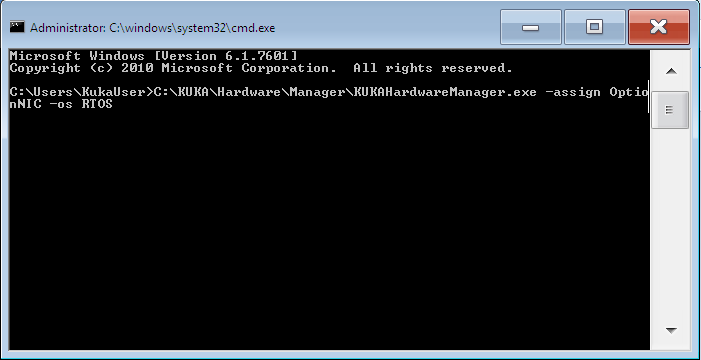 Administrator: C:\windows\system32\cmd.exe
Microsoft Windows [Version 6.1.7601]
Copyright (c) 2010 Microsoft Corporation.  All rights reserved.
C:\Users\KukaUser>C:\KUKA\Hardware\Manager\KUKAHardwareManager.exe -assign Optio
nNIC -os RTOS